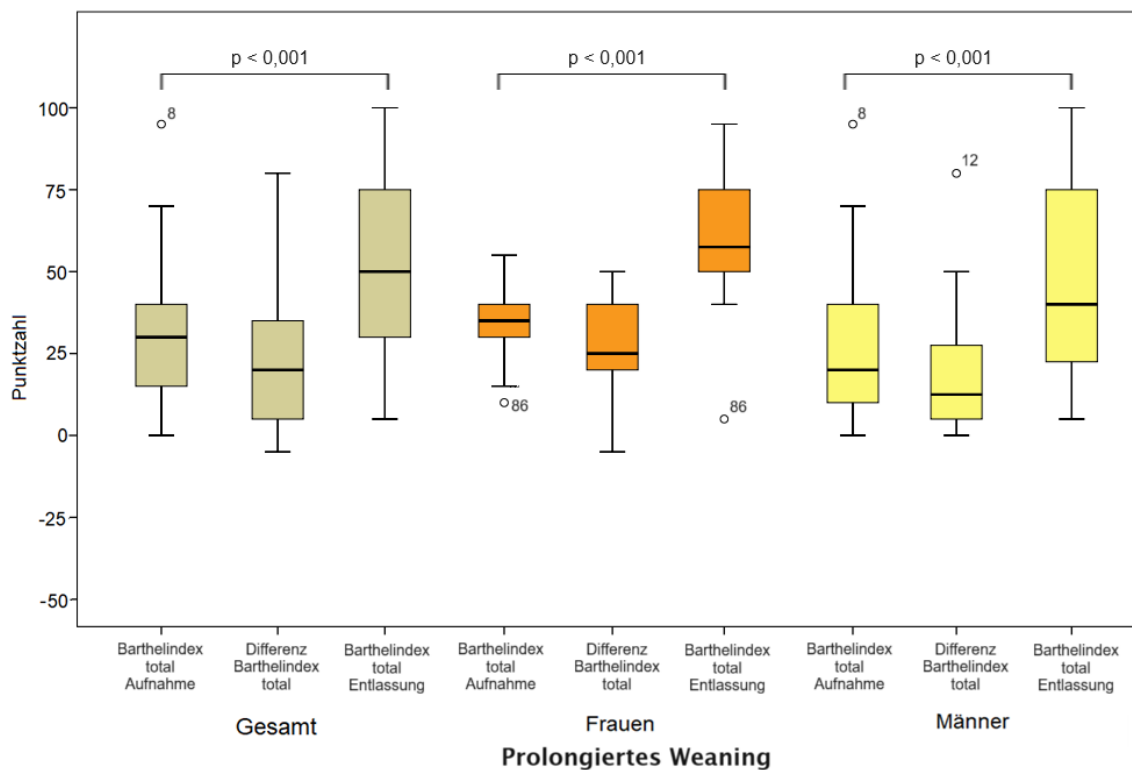 p < 0,001
p < 0,001
p < 0,001
100
75
50
25
0
-25
-50
Punktzahl
8
86
86
8
12
Barthelindex
total
Aufnahme
Differenz
Barthelindex
total
Barthelindex
total
Entlassung
Barthelindex
total
Aufnahme
Differenz
Barthelindex
total
Barthelindex
total
Entlassung
Barthelindex
total
Aufnahme
Differenz
Barthelindex
total
Barthelindex
total
Entlassung
Gesamt
Frauen
Männer
Prolongiertes Weaning